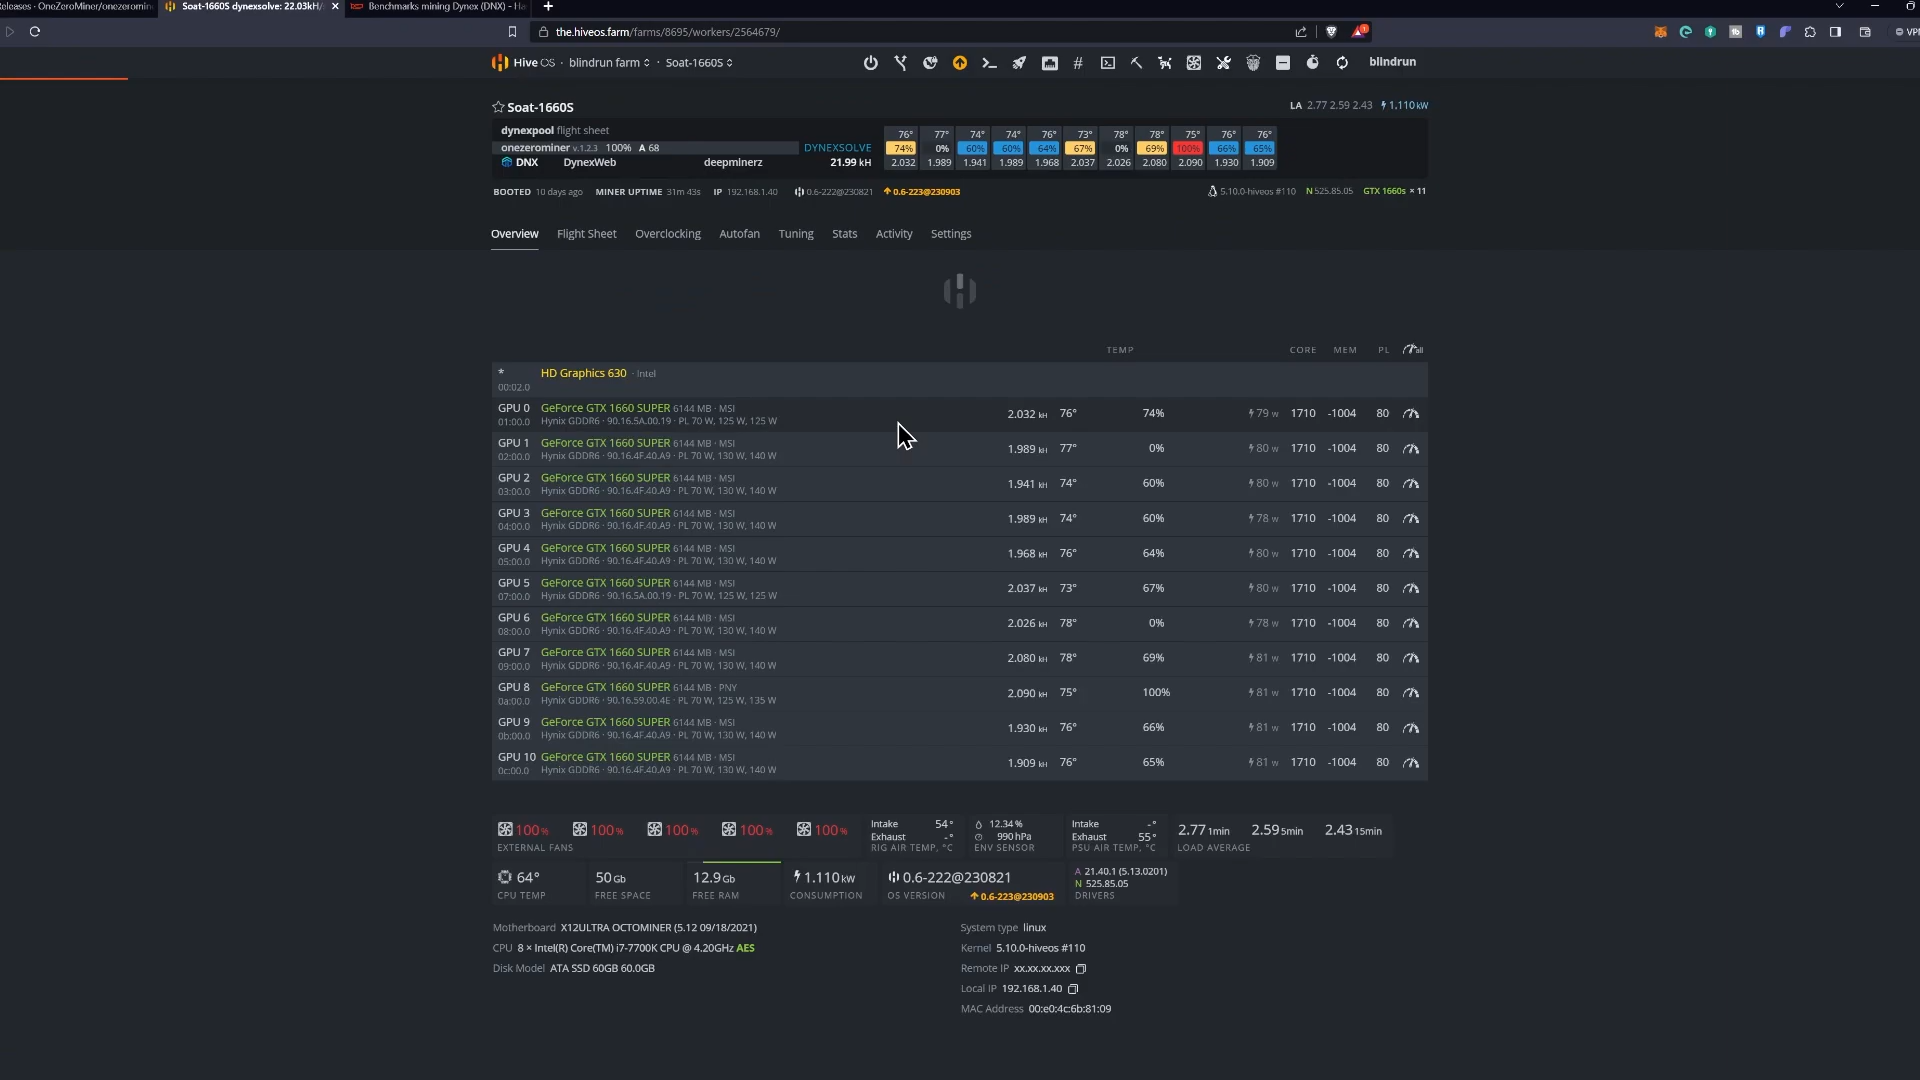 eleases · OneZeroMiner/onezeromin
Soat-1660S dynexsolve: 22.03kH/
Benchmarks mining Dynex (DNX) - Ha
the.hiveos.farm/farms/8695/workers/2564679/
VPN
Hive OS · blindrun farm · Soat-1660S
blindrun
Soat-1660S
LA 2.77 2.59 2.43 1,110 kW
dynexpool flight sheet
onezerominer v.1.2.3 100% A 68 DYNEXSOLVE
DNX DynexWeb deepminerz 21.99 kH
76° 77° 74° 74° 76° 73° 78° 78° 75° 76° 76°
74% 0% 60% 60% 64% 67% 0% 69% 100% 66% 65%
2.032 1.989 1.941 1.989 1.968 2.037 2.026 2.080 2.090 1.930 1.909
BOOTED 10 days ago MINER UPTIME 31m 43s IP 192.168.1.40 0.6-222@230821 0.6-223@230903
5.10.0-hiveos #110 N 525.85.05 GTX 1660s × 11
Overview Flight Sheet Overclocking Autofan Tuning Stats Activity Settings
TEMP CORE MEM PL all
* HD Graphics 630 · Intel
00:02.0
GPU 0 GeForce GTX 1660 SUPER 6144 MB · MSI 2.032 kH 76° 74% 79 w 1710 -1004 80
01:00.0 Hynix GDDR6 · 90.16.5A.00.19 · PL 70 W, 125 W, 125 W
GPU 1 GeForce GTX 1660 SUPER 6144 MB · MSI 1.989 kH 77° 0% 80 w 1710 -1004 80
02:00.0 Hynix GDDR6 · 90.16.4F.40.A9 · PL 70 W, 130 W, 140 W
GPU 2 GeForce GTX 1660 SUPER 6144 MB · MSI 1.941 kH 74° 60% 80 w 1710 -1004 80
03:00.0 Hynix GDDR6 · 90.16.4F.40.A9 · PL 70 W, 130 W, 140 W
GPU 3 GeForce GTX 1660 SUPER 6144 MB · MSI 1.989 kH 74° 60% 78 w 1710 -1004 80
04:00.0 Hynix GDDR6 · 90.16.4F.40.A9 · PL 70 W, 130 W, 140 W
GPU 4 GeForce GTX 1660 SUPER 6144 MB · MSI 1.968 kH 76° 64% 80 w 1710 -1004 80
05:00.0 Hynix GDDR6 · 90.16.4F.40.A9 · PL 70 W, 130 W, 140 W
GPU 5 GeForce GTX 1660 SUPER 6144 MB · MSI 2.037 kH 73° 67% 80 w 1710 -1004 80
07:00.0 Hynix GDDR6 · 90.16.5A.00.19 · PL 70 W, 125 W, 125 W
GPU 6 GeForce GTX 1660 SUPER 6144 MB · MSI 2.026 kH 78° 0% 78 w 1710 -1004 80
08:00.0 Hynix GDDR6 · 90.16.4F.40.A9 · PL 70 W, 130 W, 140 W
GPU 7 GeForce GTX 1660 SUPER 6144 MB · MSI 2.080 kH 78° 69% 81 w 1710 -1004 80
09:00.0 Hynix GDDR6 · 90.16.4F.40.A9 · PL 70 W, 130 W, 140 W
GPU 8 GeForce GTX 1660 SUPER 6144 MB · PNY 2.090 kH 75° 100% 81 w 1710 -1004 80
0a:00.0 Hynix GDDR6 · 90.16.59.00.4E · PL 70 W, 125 W, 135 W
GPU 9 GeForce GTX 1660 SUPER 6144 MB · MSI 1.930 kH 76° 66% 81 w 1710 -1004 80
0b:00.0 Hynix GDDR6 · 90.16.4F.40.A9 · PL 70 W, 130 W, 140 W
GPU 10 GeForce GTX 1660 SUPER 6144 MB · MSI 1.909 kH 76° 65% 81 w 1710 -1004 80
0c:00.0 Hynix GDDR6 · 90.16.4F.40.A9 · PL 70 W, 130 W, 140 W
100% 100% 100% 100% 100%
EXTERNAL FANS
Intake 54°
Exhaust -°
RIG AIR TEMP, °C
12.34 %
990 hPa
ENV SENSOR
Intake -°
Exhaust 55°
PSU AIR TEMP, °C
2.77 1min 2.59 5min 2.43 15min
LOAD AVERAGE
64°
CPU TEMP
50 Gb
FREE SPACE
12.9 Gb
FREE RAM
1.110 kW
CONSUMPTION
0.6-222@230821
OS VERSION 0.6-223@230903
A 21.40.1 (5.13.0201)
N 525.85.05
DRIVERS
Motherboard X12ULTRA OCTOMINER (5.12 09/18/2021)
CPU 8 × Intel(R) Core(TM) i7-7700K CPU @ 4.20GHz AES
Disk Model ATA SSD 60GB 60.0GB
System type linux
Kernel 5.10.0-hiveos #110
Remote IP xx.xx.xx.xxx
Local IP 192.168.1.40
MAC Address 00:e0:4c:6b:81:09